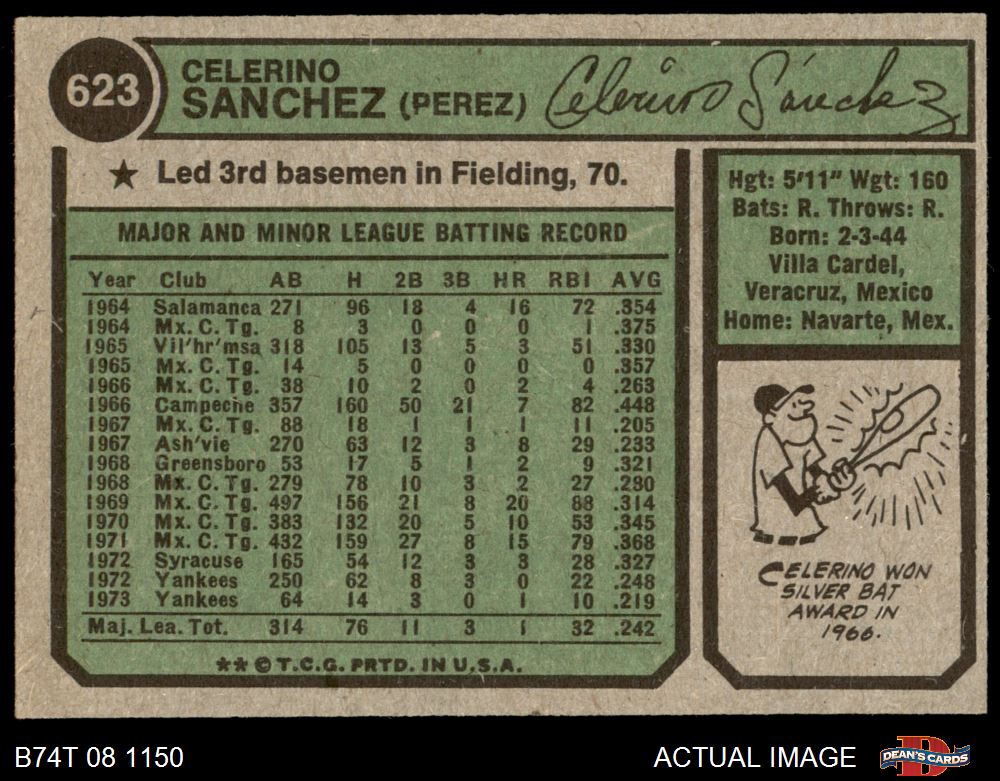 623
CELERINO
SANCHEZ (PEREZ)
Celerino Sánchez
★ Led 3rd basemen in Fielding, 70.
MAJOR AND MINOR LEAGUE BATTING RECORD
Year Club AB H 2B 3B HR RBI AVG
1964 Salamanca 271 96 18 4 16 72 .354
1964 Mx. C. Tg. 8 3 0 0 0 1 .375
1965 Vil'hr'msa 318 105 13 5 3 51 .330
1965 Mx. C. Tg. 14 5 0 0 0 0 .357
1966 Mx. C. Tg. 38 10 2 0 2 4 .263
1966 Campeche 357 160 50 21 7 82 .448
1967 Mx. C. Tg. 88 18 1 1 1 11 .205
1967 Ash'vle 270 63 12 3 8 29 .233
1968 Greensboro 53 17 5 1 2 9 .321
1968 Mx. C. Tg. 279 78 10 3 2 27 .280
1969 Mx. C. Tg. 497 156 21 8 20 88 .314
1970 Mx. C. Tg. 383 132 20 5 10 53 .345
1971 Mx. C. Tg. 432 159 27 8 15 79 .368
1972 Syracuse 165 54 12 3 3 28 .327
1972 Yankees 250 62 8 3 0 22 .248
1973 Yankees 64 14 3 0 1 10 .219
Maj. Lea. Tot. 314 76 11 3 1 32 .242
★★ © T.C.G. PRTD. IN U.S.A.
Hgt: 5'11" Wgt: 160
Bats: R. Throws: R.
Born: 2-3-44
Villa Cardel,
Veracruz, Mexico
Home: Navarte, Mex.
CELERINO WON
SILVER BAT
AWARD IN
1966.
B74T 08 1150
ACTUAL IMAGE
DEAN'S CARDS